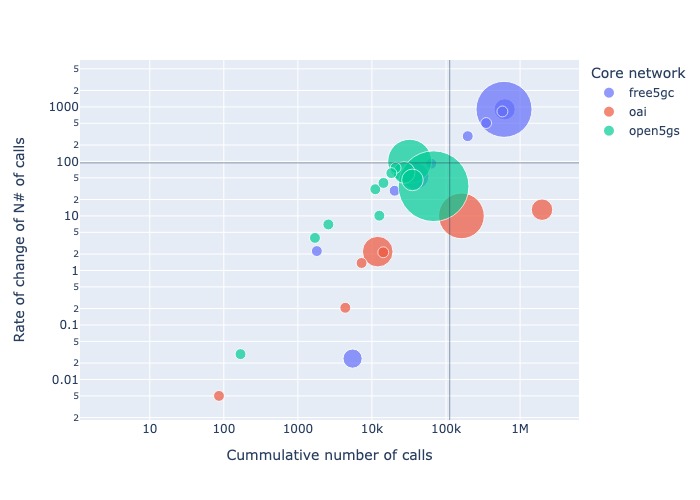 Core network
free5gc
oai
open5gs
Rate of change of N# of calls
5
2
1000
5
2
100
5
2
10
5
2
1
5
2
0.1
5
2
0.01
5
2
10 100 1000 10k 100k 1M
Cummulative number of calls